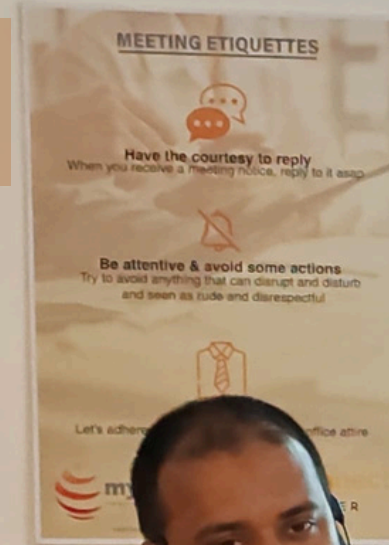 MEETING ETIQUETTES
Have the courtesy to reply
When you receive a meeting notice, reply to it asap
Be attentive & avoid some actions
Try to avoid anything that can disrupt and disturb
and seen as rude and disrespectful
Let's adhere office attire
my
E R